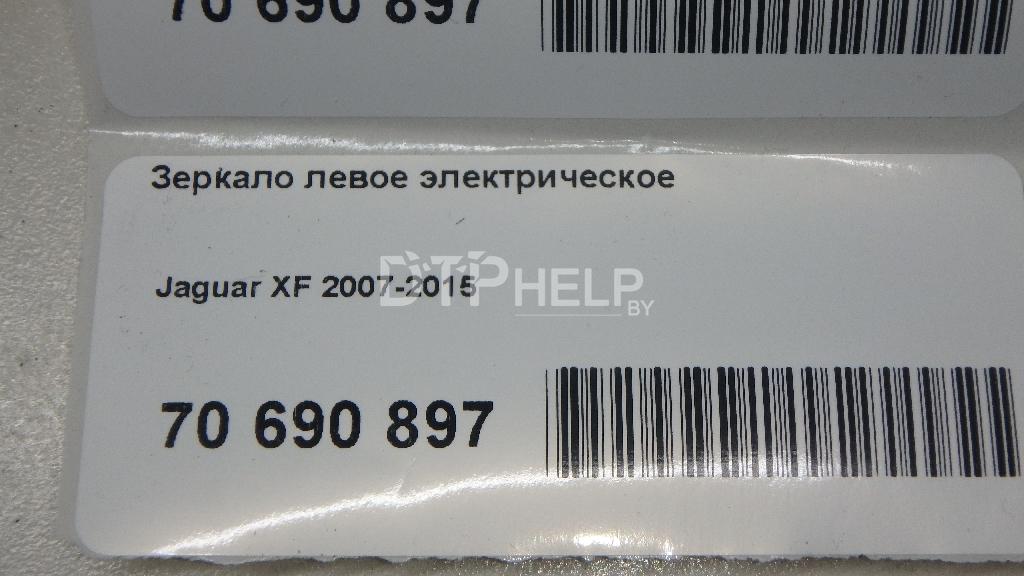 70 690 897
Зеркало левое электрическое
Jaguar XF 2007-2015
DTPHELP
BY
70 690 897